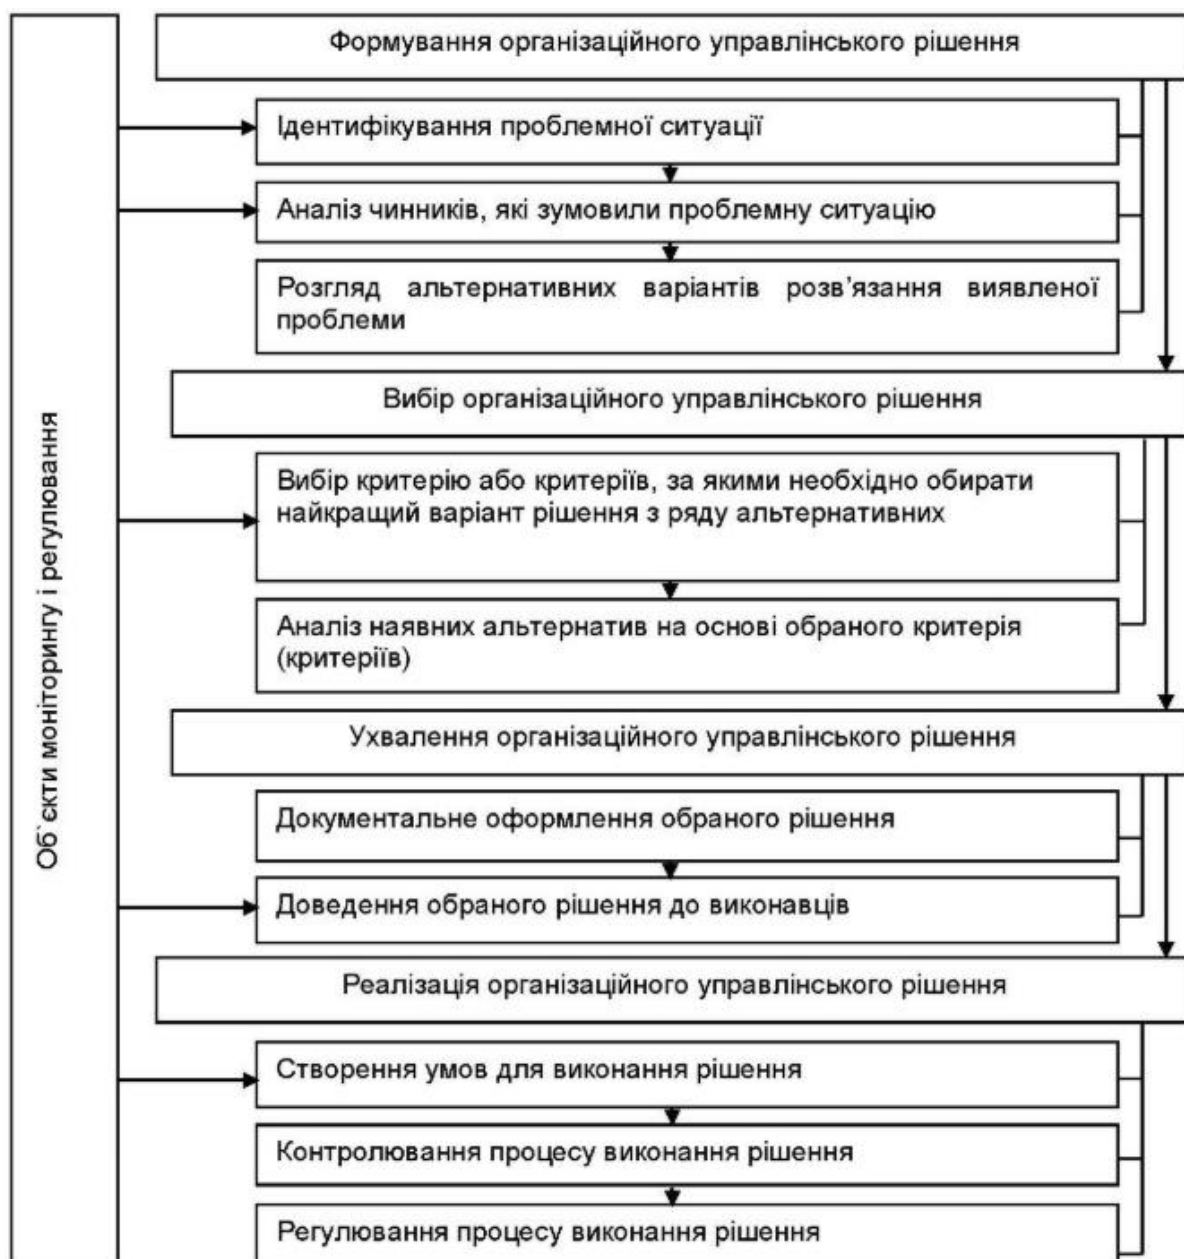 Об`єкти моніторингу і регулювання
Формування організаційного управлінського рішення
Ідентифікування проблемної ситуації
Аналіз чинників, які зумовили проблемну ситуацію
Розгляд альтернативних варіантів розв’язання виявленої
проблеми
Вибір організаційного управлінського рішення
Вибір критерію або критеріїв, за якими необхідно обирати
найкращий варіант рішення з ряду альтернативних
Аналіз наявних альтернатив на основі обраного критерія
(критеріїв)
Ухвалення організаційного управлінського рішення
Документальне оформлення обраного рішення
Доведення обраного рішення до виконавців
Реалізація організаційного управлінського рішення
Створення умов для виконання рішення
Контролювання процесу виконання рішення
Регулювання процесу виконання рішення